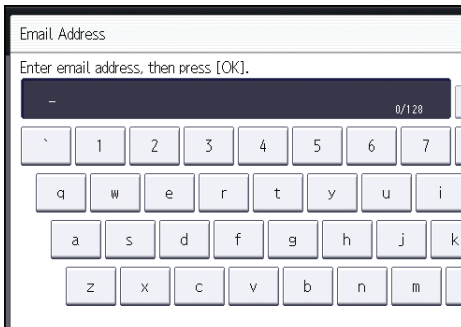 Email Address
Enter email address, then press [OK].
_
0/128
` 1 2 3 4 5 6 7
q w e r t y u i
a s d f g h j k
z x c v b n m